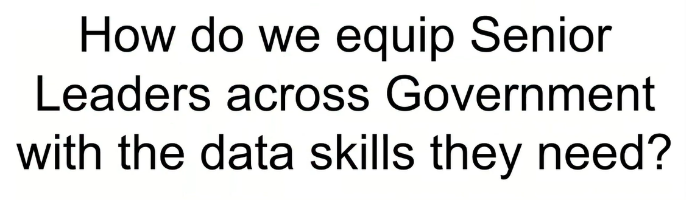 How do we equip Senior
Leaders across Government
with the data skills they need?